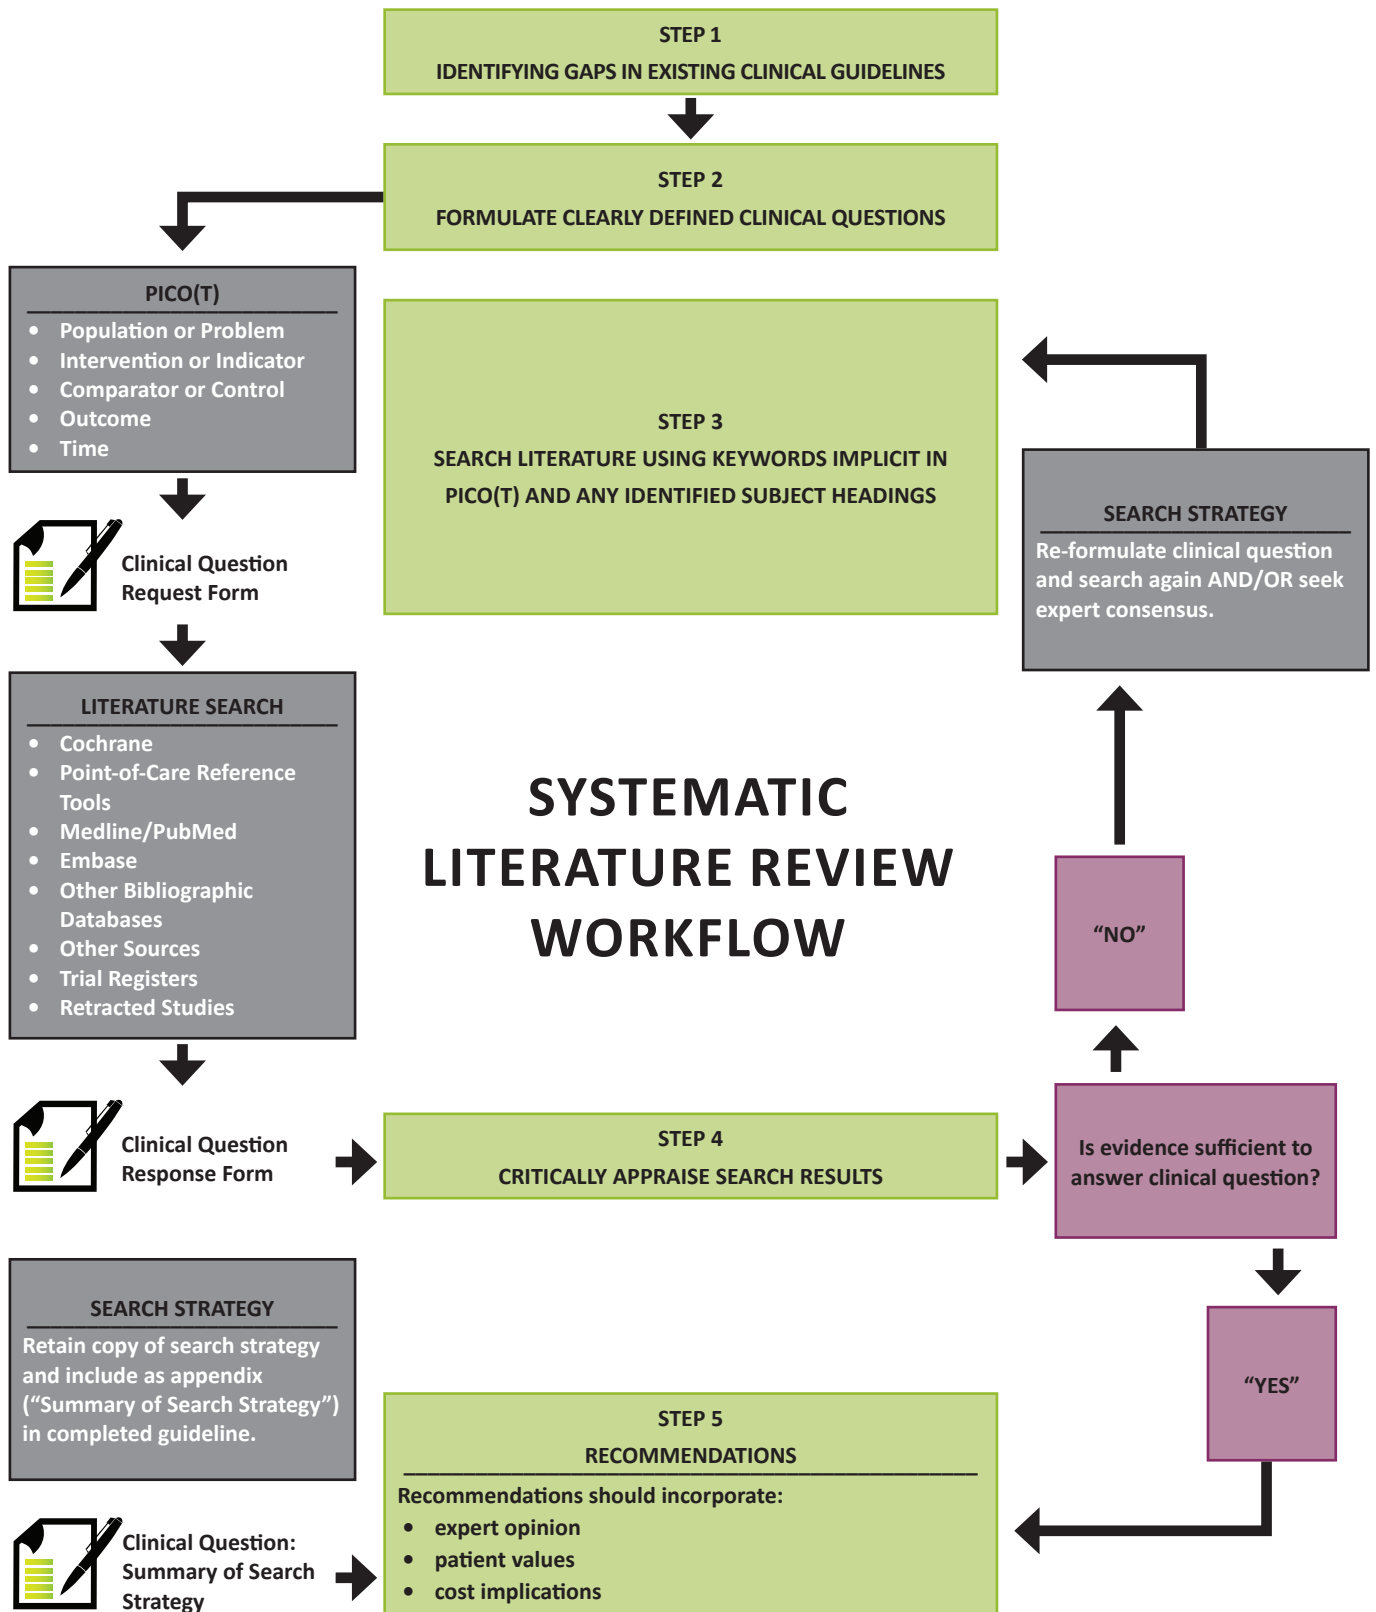 STEP 1
IDENTIFYING GAPS IN EXISTING CLINICAL GUIDELINES
STEP 2
FORMULATE CLEARLY DEFINED CLINICAL QUESTIONS
PICO(T)
• Population or Problem
• Intervention or Indicator
• Comparator or Control
• Outcome
• Time
Clinical Question
Request Form
STEP 3
SEARCH LITERATURE USING KEYWORDS IMPLICIT IN
PICO(T) AND ANY IDENTIFIED SUBJECT HEADINGS
SEARCH STRATEGY
Re-formulate clinical question
and search again AND/OR seek
expert consensus.
LITERATURE SEARCH
• Cochrane
• Point-of-Care Reference
Tools
• Medline/PubMed
• Embase
• Other Bibliographic
Databases
• Other Sources
• Trial Registers
• Retracted Studies
SYSTEMATIC
LITERATURE REVIEW
WORKFLOW
“NO”
Clinical Question
Response Form
STEP 4
CRITICALLY APPRAISE SEARCH RESULTS
Is evidence sufficient to
answer clinical question?
“YES”
SEARCH STRATEGY
Retain copy of search strategy
and include as appendix
(“Summary of Search Strategy”)
in completed guideline.
Clinical Question:
Summary of Search
Strategy
STEP 5
RECOMMENDATIONS
Recommendations should incorporate:
• expert opinion
• patient values
• cost implications